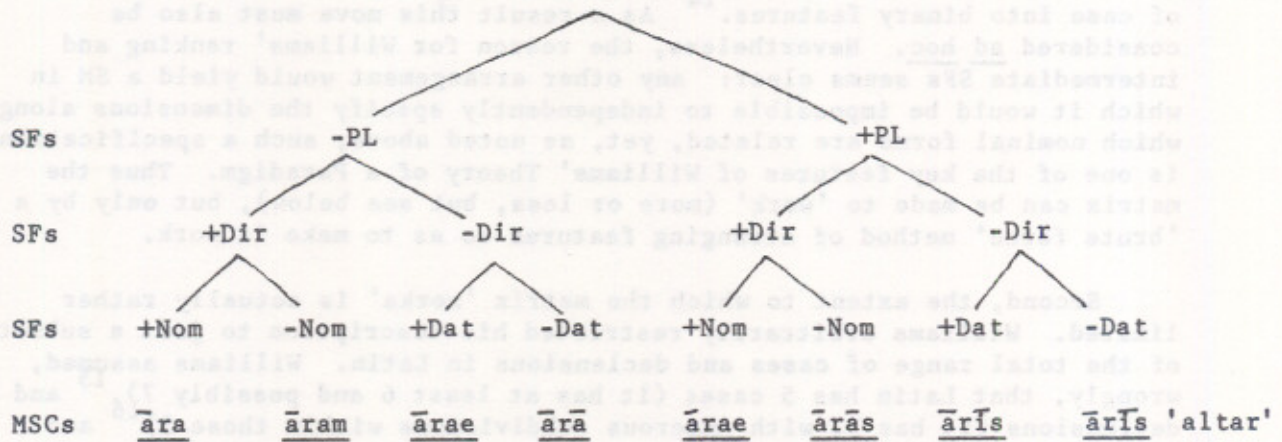 SFs -PL +PL
SFs +Dir -Dir +Dir -Dir
SFs +Nom -Nom +Dat -Dat +Nom -Nom +Dat -Dat
MSCs āra āram ārae ārā ārae ārās ārīs ārīs 'altar'